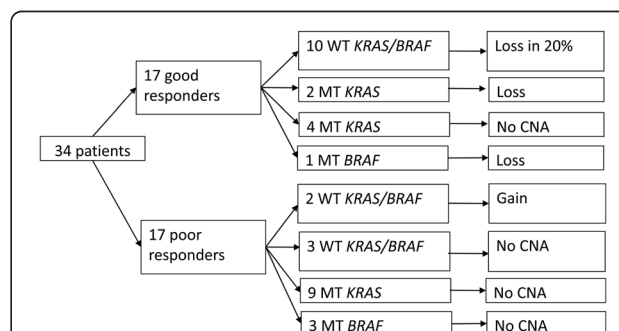 34 patients
17 good
responders
10 WT KRAS/BRAF
Loss in 20%
2 MT KRAS
Loss
4 MT KRAS
No CNA
1 MT BRAF
Loss
17 poor
responders
2 WT KRAS/BRAF
Gain
3 WT KRAS/BRAF
No CNA
9 MT KRAS
No CNA
3 MT BRAF
No CNA